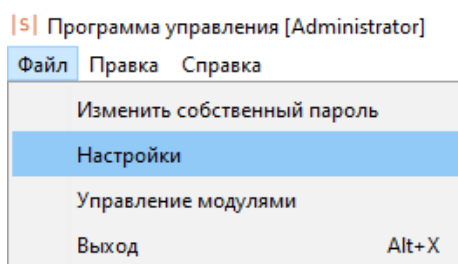 |S| Программа управления [Administrator]
Файл Правка Справка
Изменить собственный пароль
Настройки
Управление модулями
Выход Alt+X